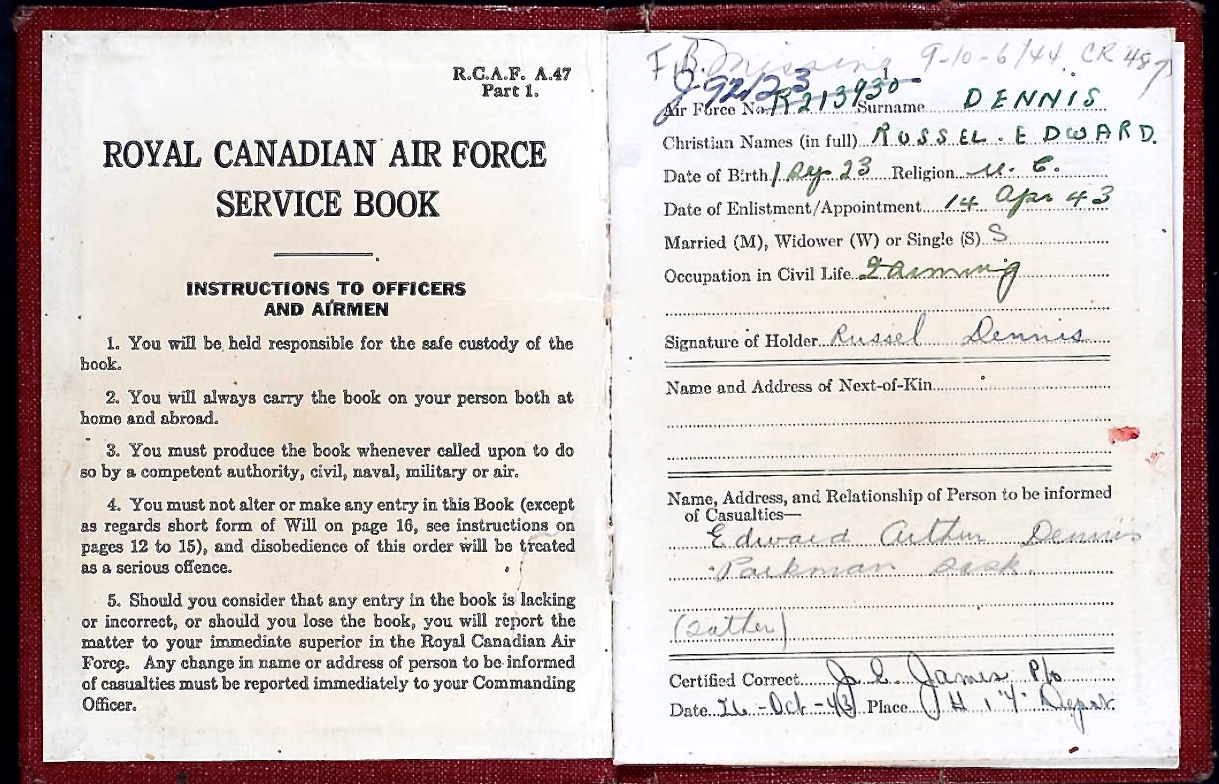 R.C.A.F. A.47
Part 1.
ROYAL CANADIAN AIR FORCE
SERVICE BOOK
INSTRUCTIONS TO OFFICERS
AND AIRMEN
1. You will be held responsible for the safe custody of the
book.
2. You will always carry the book on your person both at
home and abroad.
3. You must produce the book whenever called upon to do
so by a competent authority, civil, naval, military or air.
4. You must not alter or make any entry in this Book (except
as regards short form of Will on page 16, see instructions on
pages 12 to 15), and disobedience of this order will be treated
as a serious offence.
5. Should you consider that any entry in the book is lacking
or incorrect, or should you lose the book, you will report the
matter to your immediate superior in the Royal Canadian Air
Force. Any change in name or address of person to be informed
of casualties must be reported immediately to your Commanding
Officer.
F.B. Missing 9-10-6/44 CR 487
J92123 1
Air Force No. R213930 Surname DENNIS
Christian Names (in full) RUSSEL. EDWARD.
Date of Birth 23 Religion U. C.
Date of Enlistment/Appointment 14 Apr 43
Married (M), Widower (W) or Single (S) S
Occupation in Civil Life Farming
Signature of Holder Russel Dennis
Name and Address of Next-of-Kin
Name, Address, and Relationship of Person to be informed
of Casualties—
Edward Arthur Dennis
Parkman Sask.
(Father)
Certified Correct J. E. James P/o
Date 26-Oct-43 Place "Y" Depot.